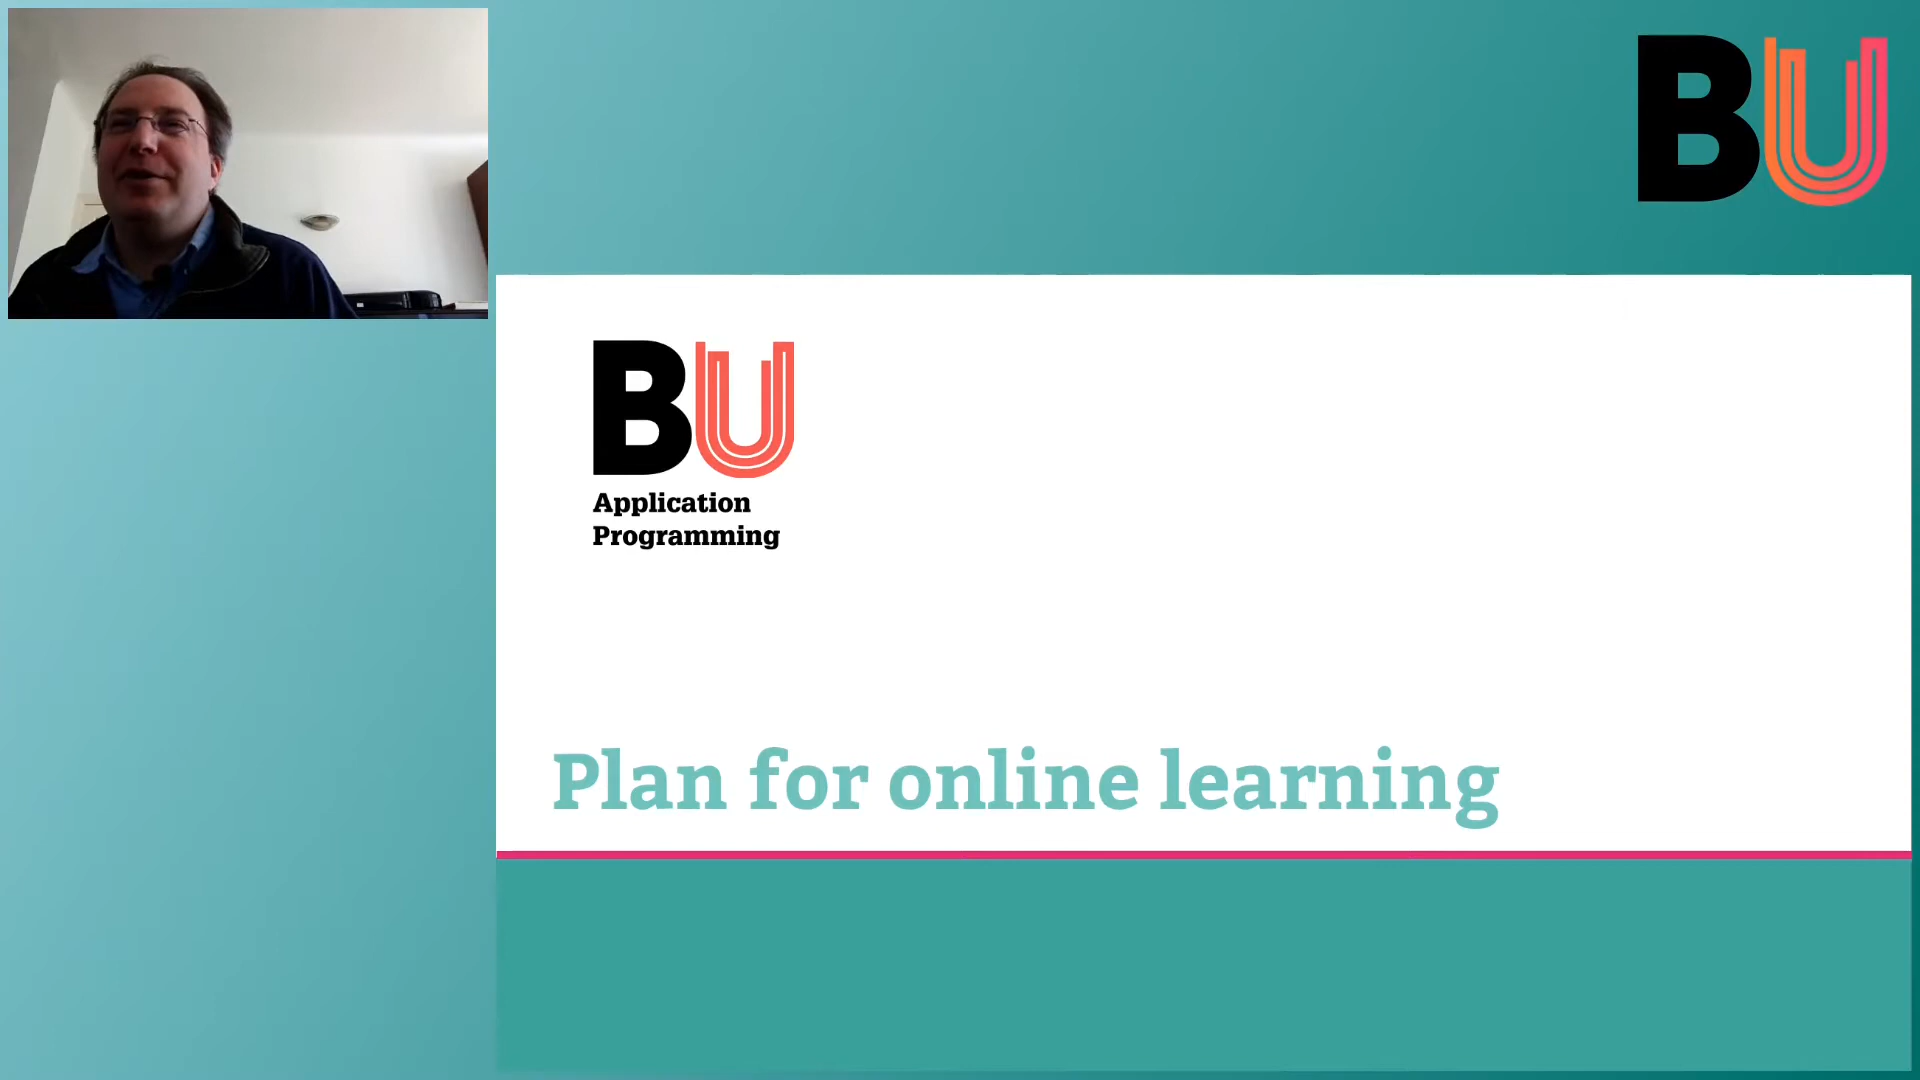 BU
BU
Application
Programming
Plan for online learning